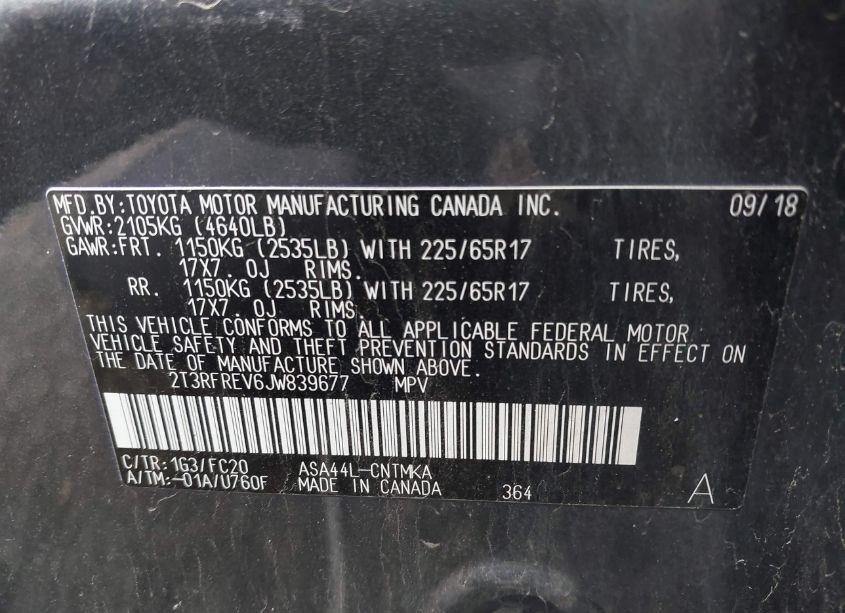 MFD.BY:TOYOTA MOTOR MANUFACTURING CANADA INC. 09/18
GVWR:2105KG (4640LB)
GAWR:FRT. 1150KG (2535LB) WITH 225/65R17 TIRES,
17X7.0J RIMS.
RR. 1150KG (2535LB) WITH 225/65R17 TIRES,
17X7.0J RIMS.
THIS VEHICLE CONFORMS TO ALL APPLICABLE FEDERAL MOTOR
VEHICLE SAFETY AND THEFT PREVENTION STANDARDS IN EFFECT ON
THE DATE OF MANUFACTURE SHOWN ABOVE.
2T3RFREV6JW839677 MPV
C/TR:1G3/FC20 ASA44L-CNTMKA
A/TM:-01A/U760F MADE IN CANADA 364 A